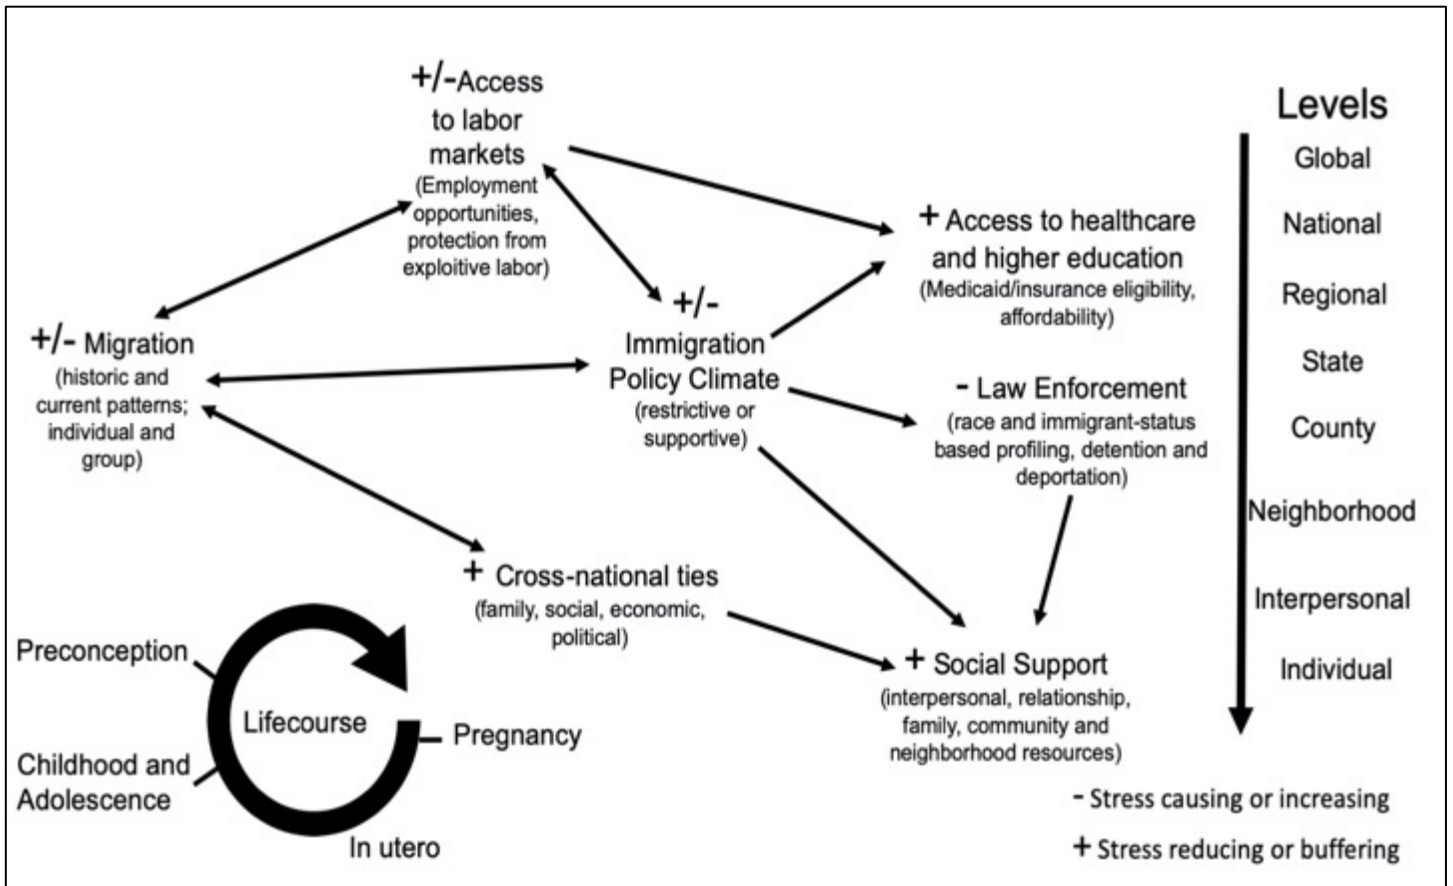 +/-Access
to labor
markets
(Employment
opportunities,
protection from
exploitive labor)
+/- Migration
(historic and
current patterns;
individual and
group)
+/-
Immigration
Policy Climate
(restrictive or
supportive)
+ Access to healthcare
and higher education
(Medicaid/insurance eligibility,
affordability)
- Law Enforcement
(race and immigrant-status
based profiling, detention and
deportation)
+ Cross-national ties
(family, social, economic,
political)
+ Social Support
(interpersonal, relationship,
family, community and
neighborhood resources)
Preconception
Lifecourse
Pregnancy
Childhood and
Adolescence
In utero
Levels
Global
National
Regional
State
County
Neighborhood
Interpersonal
Individual
- Stress causing or increasing
+ Stress reducing or buffering